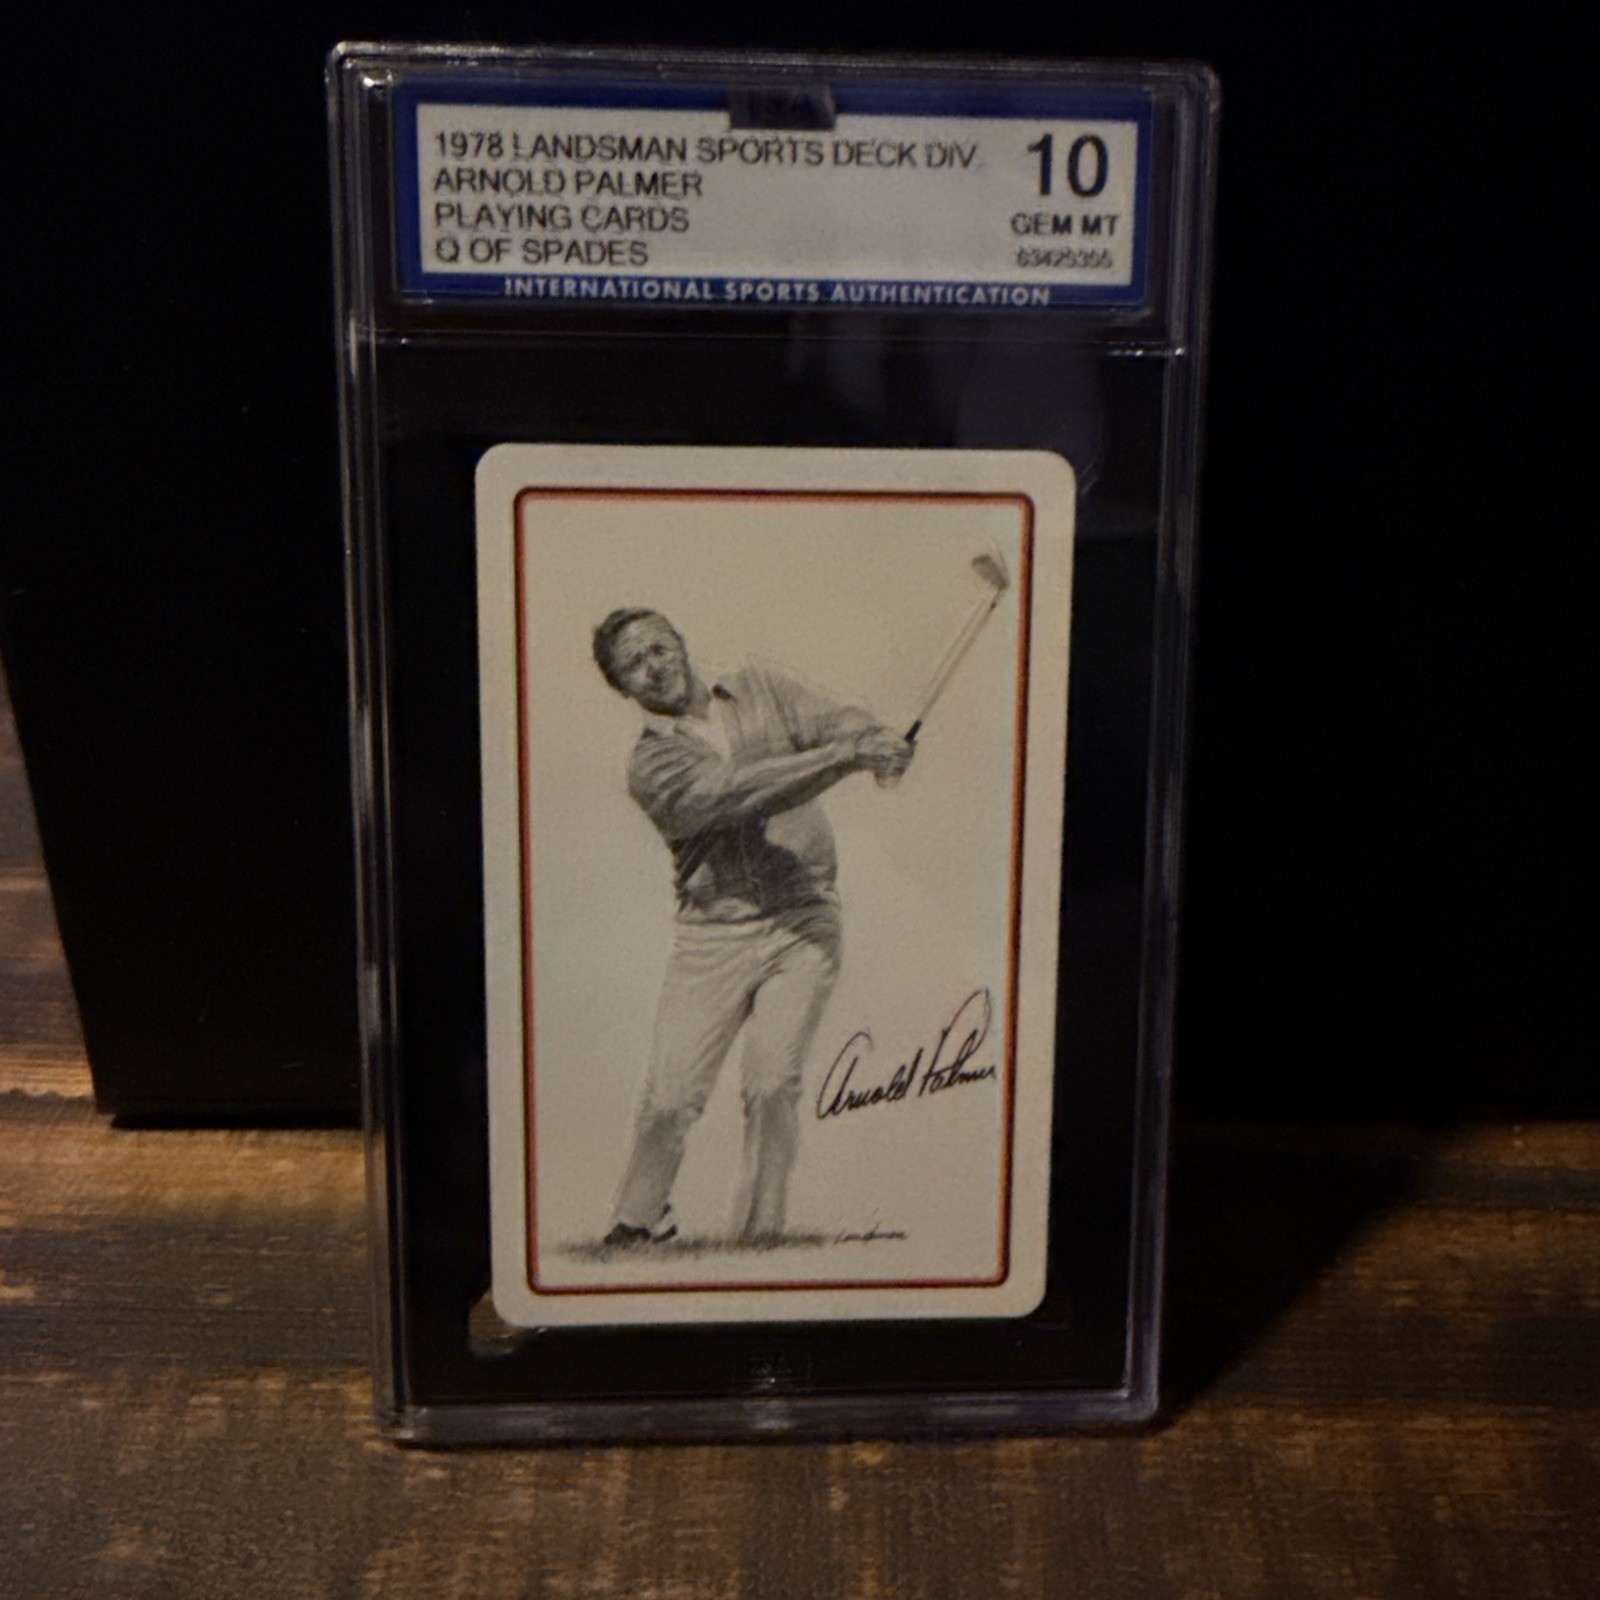 1978 LANDSMAN SPORTS DECK DIV.
10
ARNOLD PALMER
PLAYING CARDS
GEM MT
Q OF SPADES
63425355
INTERNATIONAL SPORTS AUTHENTICATION
Arnold Palmer